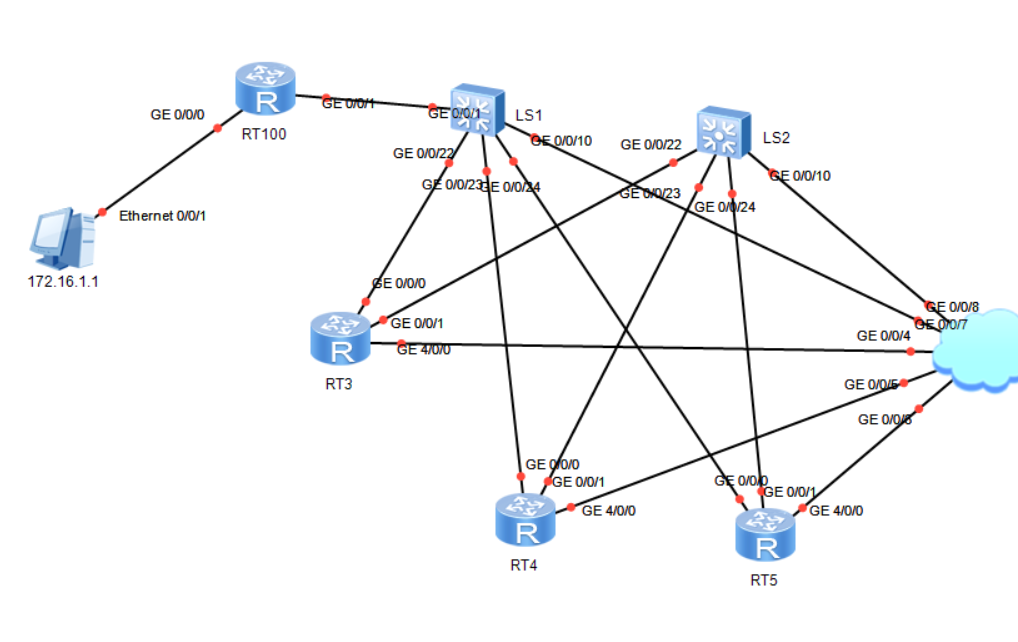 GE 0/0/0
RT100
GE 0/0/1
GE 0/0/1
LS1
GE 0/0/10
GE 0/0/22
LS2
GE 0/0/22
GE 0/0/23
GE 0/0/24
GE 0/0/23
GE 0/0/24
GE 0/0/10
Ethernet 0/0/1
172.16.1.1
GE 0/0/0
GE 0/0/1
GE 4/0/0
RT3
GE 0/0/8
GE 0/0/7
GE 0/0/4
GE 0/0/5
GE 0/0/6
GE 0/0/0
GE 0/0/1
GE 4/0/0
RT4
GE 0/0/0
GE 0/0/1
GE 4/0/0
RT5
R
R
R
R